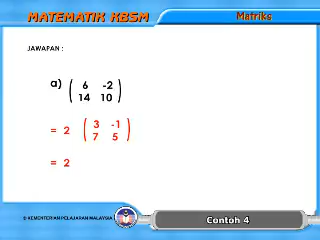 MATEMATIK KBSM
Matriks
JAWAPAN :
a) ( 6 -2
14 10 )
= 2 ( 3 -1
7 5 )
= 2
© KEMENTERIAN PELAJARAN MALAYSIA
Contoh 4